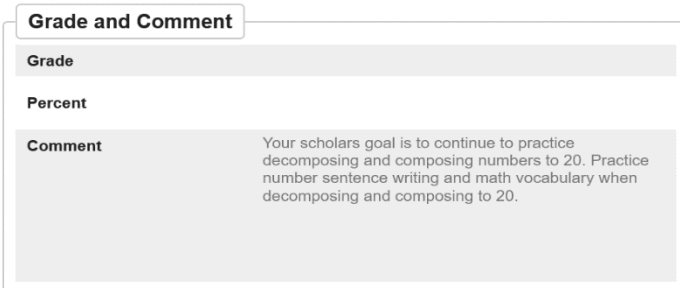 Grade and Comment
Grade
Percent
Comment
Your scholars goal is to continue to practice
decomposing and composing numbers to 20. Practice
number sentence writing and math vocabulary when
decomposing and composing to 20.